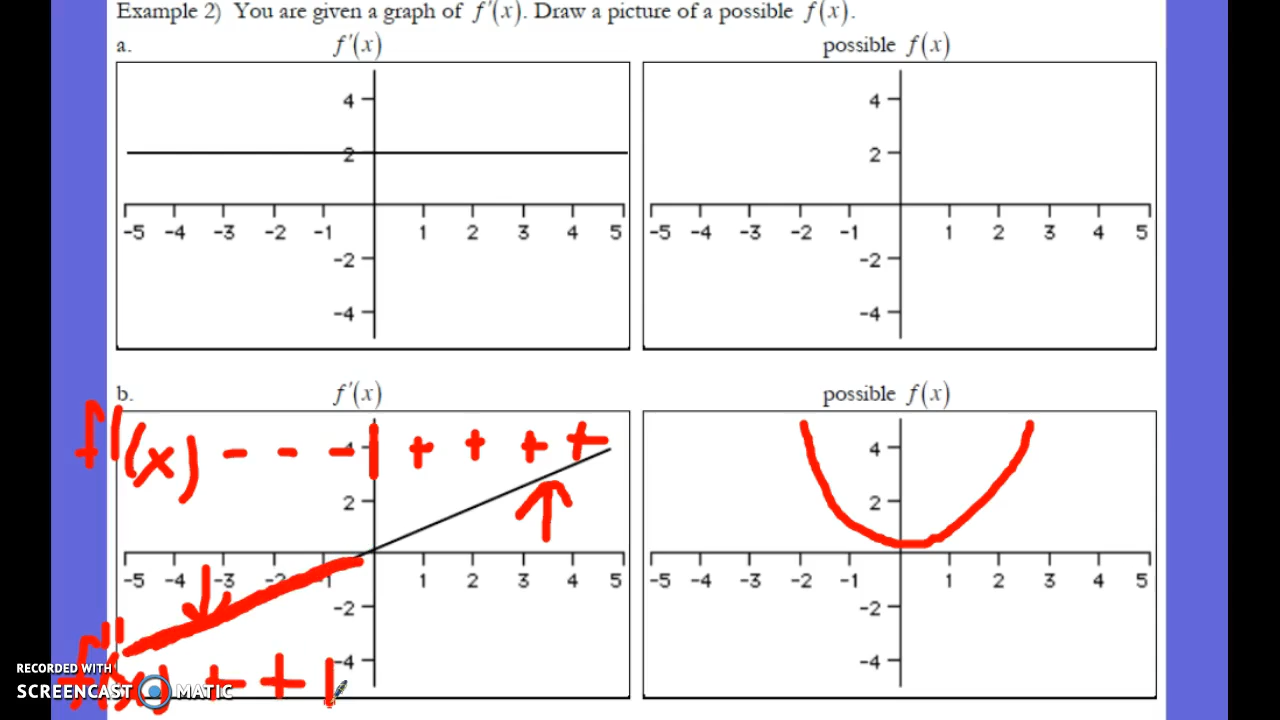 Example 2) You are given a graph of f'(x). Draw a picture of a possible f(x).
a. f'(x) possible f(x)
4 4
2 2
-5 -4 -3 -2 -1 1 2 3 4 5 -5 -4 -3 -2 -1 1 2 3 4 5
-2 -2
-4 -4
b. f'(x) possible f(x)
f'(x) - - - | + + + +
4 4
2 2
-5 -4 -3 -2 -1 1 2 3 4 5 -5 -4 -3 -2 -1 1 2 3 4 5
-2 -2
-4 -4
f''(x) + + |
RECORDED WITH
SCREENCAST MATIC